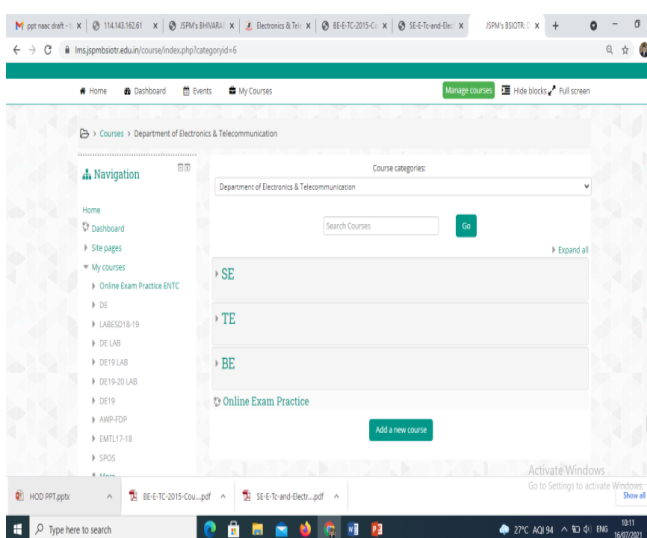 ppt naac draft - i
114.143.162.61
JSPM's BHIVARA
Electronics & Tele
BE-E-TC-2015-Co
SE-E-Tc-and-Elec
JSPM's BSIOTR: D
lms.jspmbsiotr.edu.in/course/index.php?categoryid=6
Home Dashboard Events My Courses Manage courses Hide blocks Full screen
Courses > Department of Electronics & Telecommunication
Navigation
Home
Dashboard
Site pages
My courses
Online Exam Practice ENTC
DE
LABESD18-19
DE LAB
DE19 LAB
DE19-20 LAB
DE19
AWP-FDP
EMTL17-18
SPOS
More
Course categories:
Department of Electronics & Telecommunication
Search Courses Go
Expand all
SE
TE
BE
Online Exam Practice
Add a new course
Activate Windows
Go to Settings to activate Windows.
HOD PPT.pptx
BE-E-TC-2015-Cou....pdf
SE-E-Tc-and-Electr...pdf
Show all
Type here to search
27°C AQI 94 ENG
10:11
16/07/2021